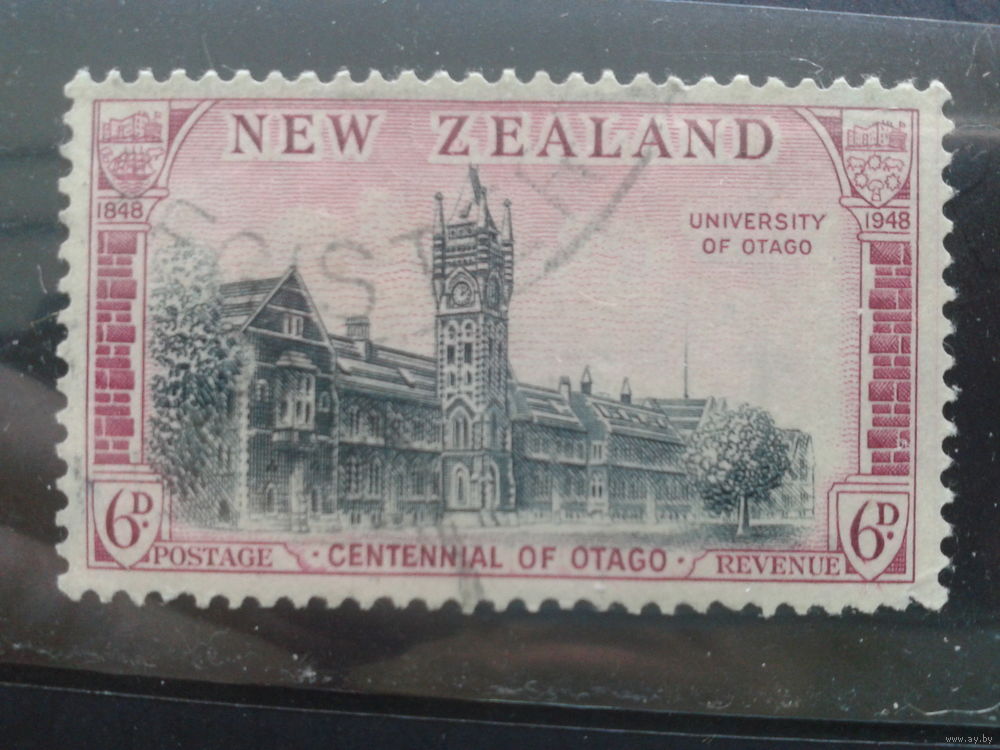 NEW ZEALAND
1848
1948
UNIVERSITY
OF OTAGO
6D.
6D.
POSTAGE
· CENTENNIAL OF OTAGO ·
REVENUE
www.ay.by